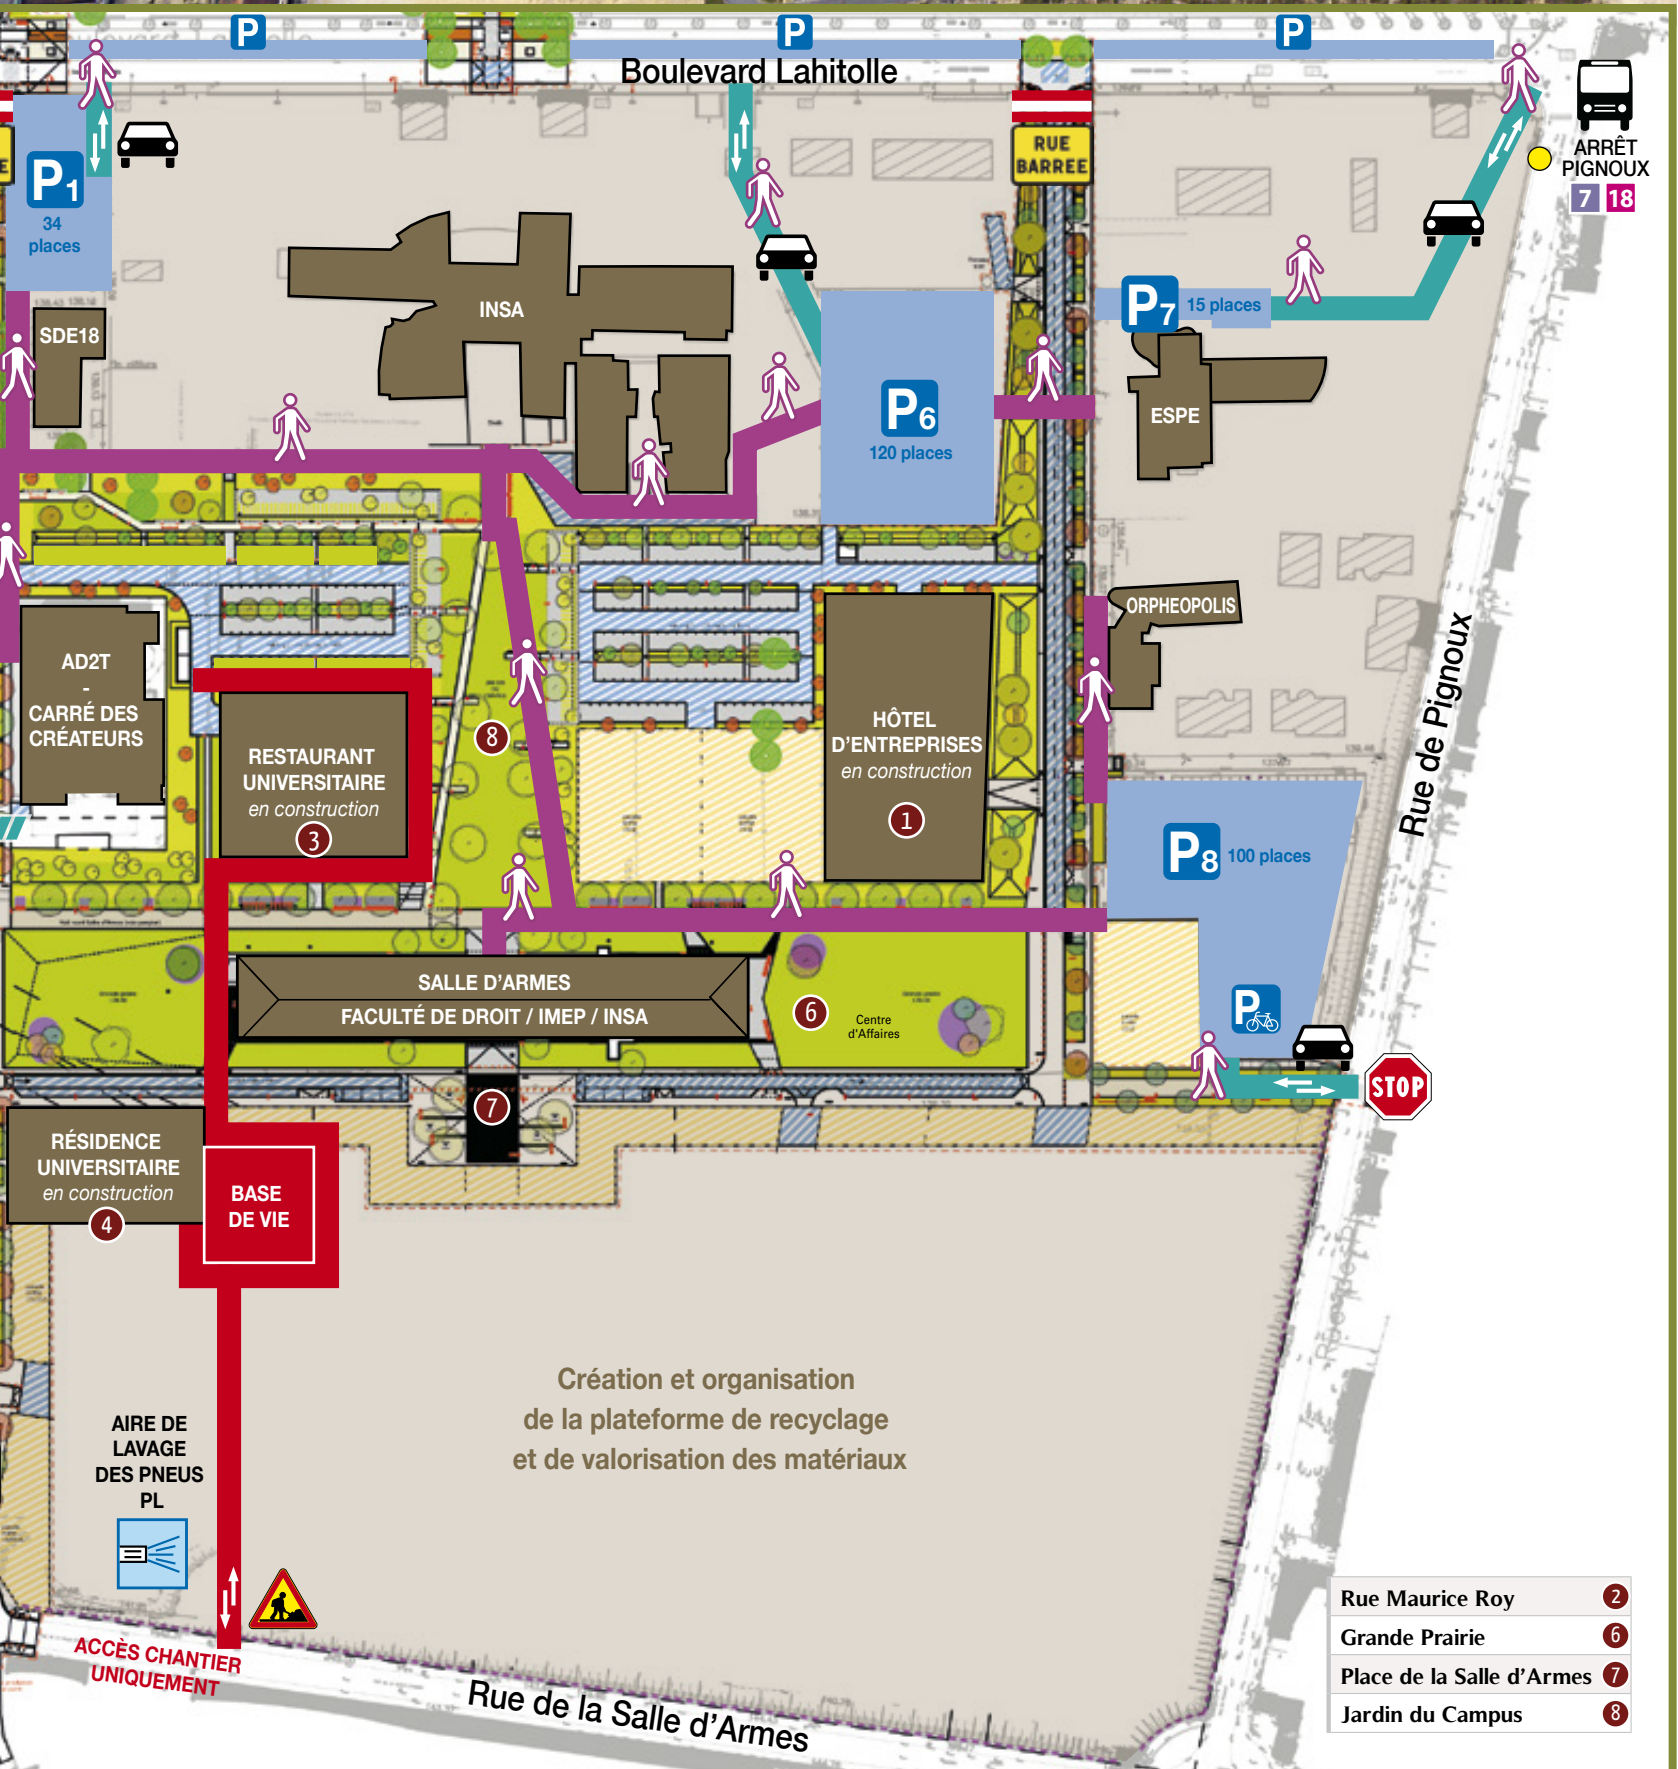 P
P
P
Boulevard Lahitolle
P1
34
places
RUE
BARREE
ARRÊT
PIGNOUX
7 18
SDE18
INSA
P7 15 places
P6
120 places
ESPE
ORPHEOPOLIS
AD2T
-
CARRÉ DES
CRÉATEURS
RESTAURANT
UNIVERSITAIRE
en construction
3
8
HÔTEL
D'ENTREPRISES
en construction
1
Rue de Pignoux
P8 100 places
SALLE D'ARMES
FACULTÉ DE DROIT / IMEP / INSA
6
Centre
d'Affaires
P
STOP
7
RÉSIDENCE
UNIVERSITAIRE
en construction
4
BASE
DE VIE
Création et organisation
de la plateforme de recyclage
et de valorisation des matériaux
AIRE DE
LAVAGE
DES PNEUS
PL
ACCÈS CHANTIER
UNIQUEMENT
Rue de la Salle d'Armes
Rue Maurice Roy 2
Grande Prairie 6
Place de la Salle d'Armes 7
Jardin du Campus 8